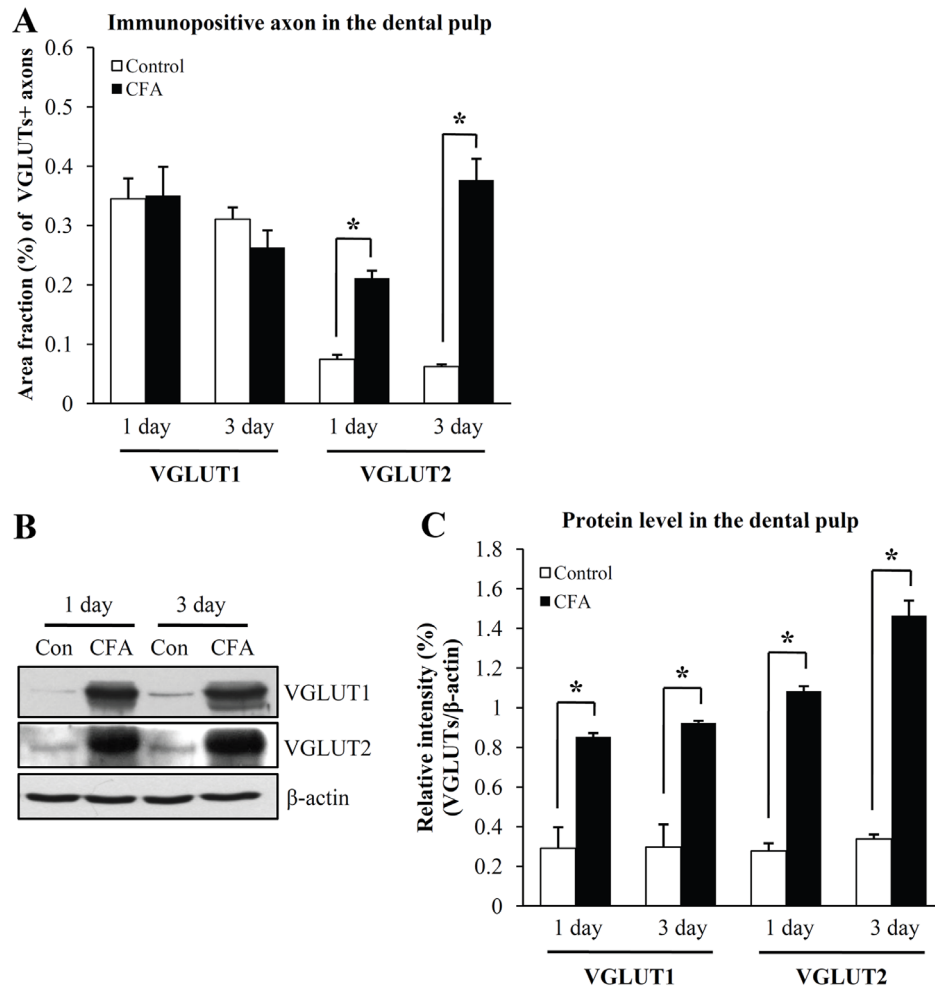 A
Immunopositive axon in the dental pulp
Area fraction (%) of VGLUTs+ axons
0.6
0.5
0.4
0.3
0.2
0.1
0
Control
CFA
*
*
1 day 3 day 1 day 3 day
VGLUT1 VGLUT2
B
1 day 3 day
Con CFA Con CFA
VGLUT1
VGLUT2
β-actin
C
Protein level in the dental pulp
Relative intensity (%)
(VGLUTs/β-actin)
1.8
1.6
1.4
1.2
1
0.8
0.6
0.4
0.2
0
Control
CFA
*
*
*
*
1 day 3 day 1 day 3 day
VGLUT1 VGLUT2